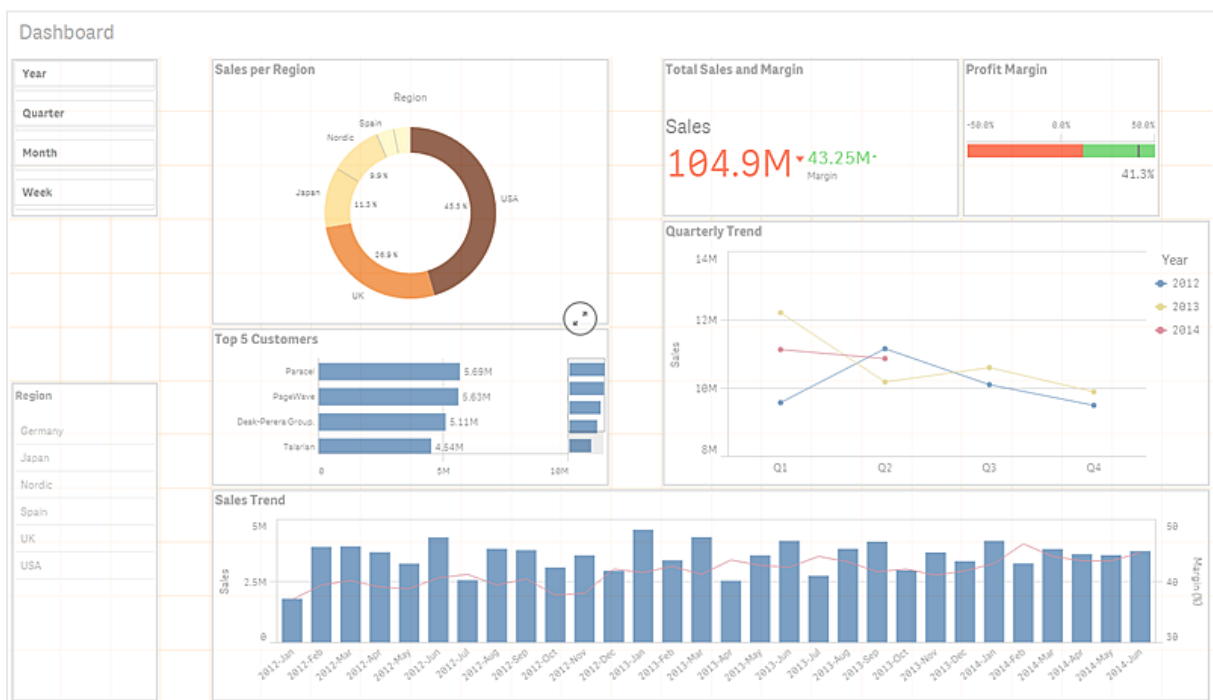 Dashboard
Year
Quarter
Month
Week
Region
Germany
Japan
Nordic
Spain
UK
USA
Sales per Region
Region
Spain
Nordic
9.9%
Japan
11.3%
USA
45.5%
26.9%
UK
Top 5 Customers
Paracel 5.69M
PageWave 5.63M
Deak-Perera Group. 5.11M
Talarian 4.54M
0 5M 10M
Total Sales and Margin
Sales
104.9M 43.25M
Margin
Profit Margin
-50.0% 0.0% 50.0%
41.3%
Quarterly Trend
Sales
14M
12M
10M
8M
Q1 Q2 Q3 Q4
Year
2012
2013
2014
Sales Trend
Sales
5M
2.5M
0
50
40
30
Margin (%)
2012-Jan 2012-Feb 2012-Mar 2012-Apr 2012-May 2012-Jun 2012-Jul 2012-Aug 2012-Sep 2012-Oct 2012-Nov 2012-Dec 2013-Jan 2013-Feb 2013-Mar 2013-Apr 2013-May 2013-Jun 2013-Jul 2013-Aug 2013-Sep 2013-Oct 2013-Nov 2013-Dec 2014-Jan 2014-Feb 2014-Mar 2014-Apr 2014-May 2014-Jun